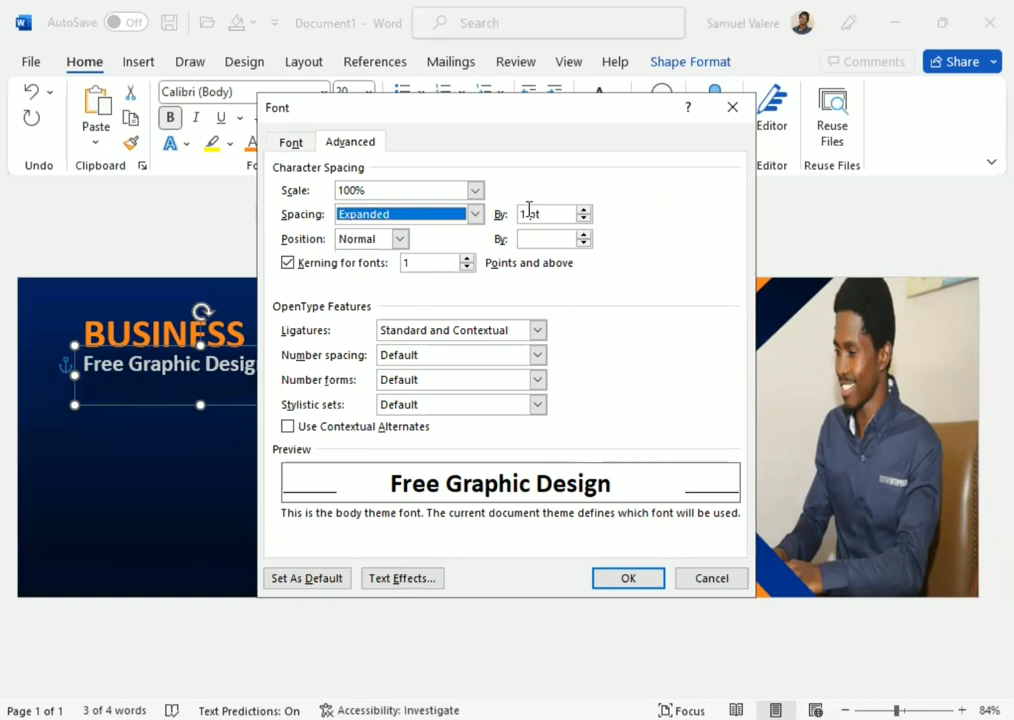 AutoSave Off Document1 - Word Search Samuel Valere
File Home Insert Draw Design Layout References Mailings Review View Help Shape Format Comments Share
Undo
Paste
Clipboard
Calibri (Body) 20
B I U
A
Editor
Editor
Reuse
Files
Reuse Files
Font ?
Font Advanced
Character Spacing
Scale: 100%
Spacing: Expanded By: 1 pt
Position: Normal By:
Kerning for fonts: 1 Points and above
OpenType Features
Ligatures: Standard and Contextual
Number spacing: Default
Number forms: Default
Stylistic sets: Default
Use Contextual Alternates
Preview
Free Graphic Design
This is the body theme font. The current document theme defines which font will be used.
Set As Default Text Effects... OK Cancel
BUSINESS
Free Graphic Desig
Page 1 of 1 3 of 4 words Text Predictions: On Accessibility: Investigate Focus 84%